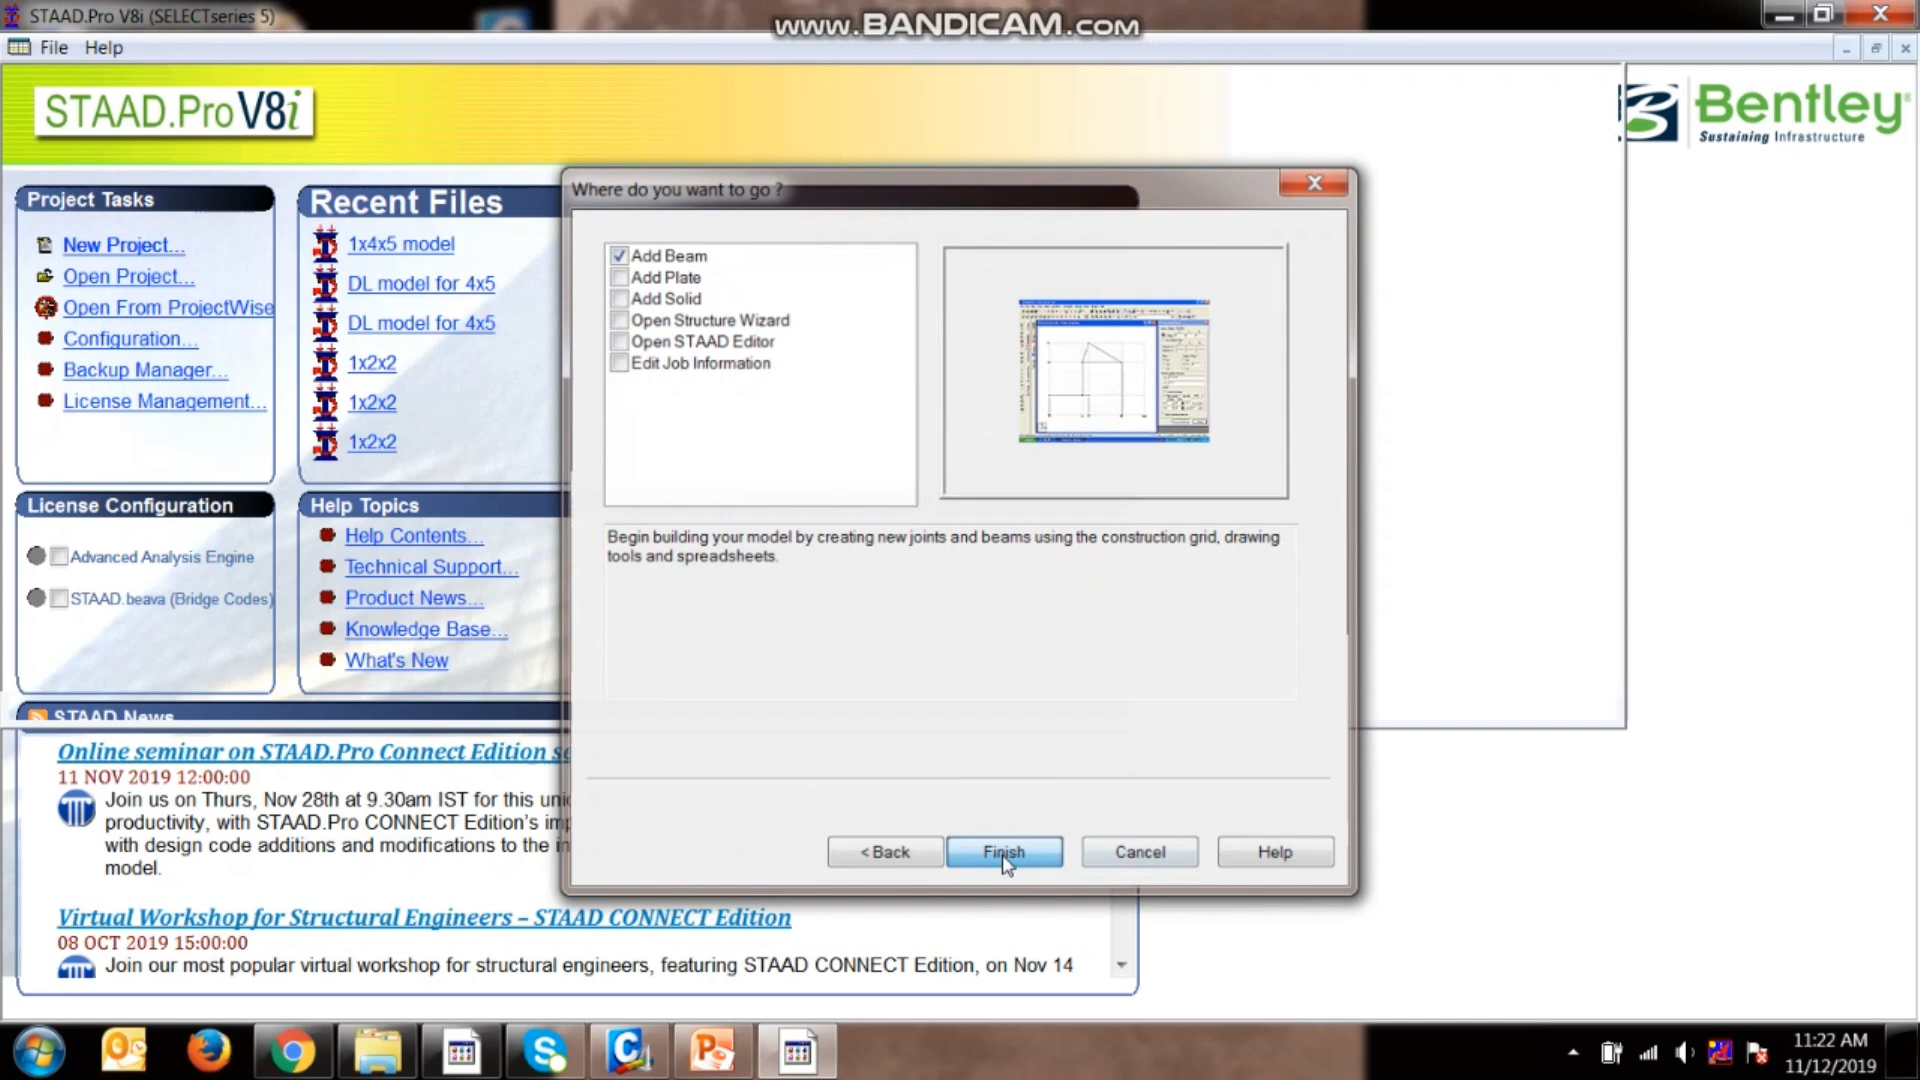 STAAD.Pro V8i (SELECTseries 5)
www.BANDICAM.com
File Help
STAAD.Pro V8i
Bentley
Sustaining Infrastructure
Project Tasks
New Project...
Open Project...
Open From ProjectWise
Configuration...
Backup Manager...
License Management...
Recent Files
1x4x5 model
DL model for 4x5
DL model for 4x5
1x2x2
1x2x2
1x2x2
License Configuration
Advanced Analysis Engine
STAAD.beava (Bridge Codes)
Help Topics
Help Contents...
Technical Support...
Product News...
Knowledge Base...
What's New
Where do you want to go ?
Add Beam
Add Plate
Add Solid
Open Structure Wizard
Open STAAD Editor
Edit Job Information
Begin building your model by creating new joints and beams using the construction grid, drawing
tools and spreadsheets.
< Back Finish Cancel Help
STAAD News
Online seminar on STAAD.Pro Connect Edition
11 NOV 2019 12:00:00
Join us on Thurs, Nov 28th at 9.30am IST for this
productivity, with STAAD.Pro CONNECT Edition's
with design code additions and modifications to the
model.
Virtual Workshop for Structural Engineers – STAAD CONNECT Edition
08 OCT 2019 15:00:00
Join our most popular virtual workshop for structural engineers, featuring STAAD CONNECT Edition, on Nov 14
11:22 AM
11/12/2019